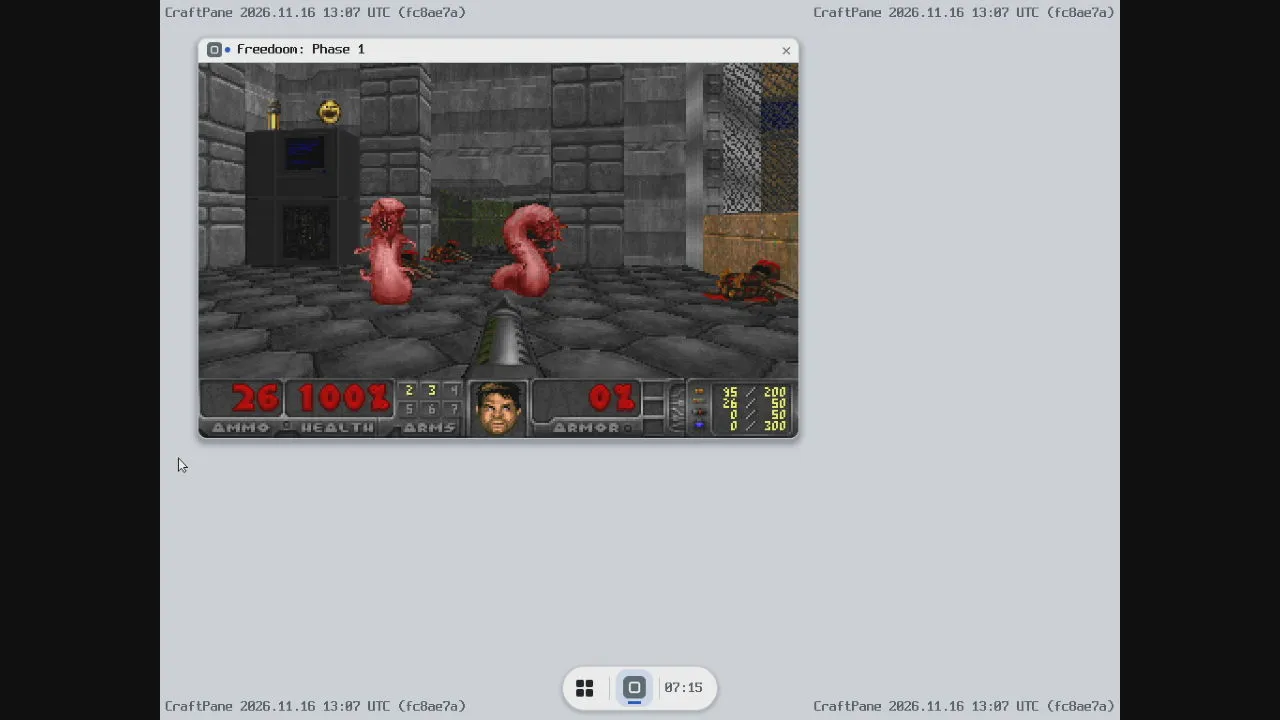 CraftPane 2026.11.16 13:07 UTC (fc8ae7a)
CraftPane 2026.11.16 13:07 UTC (fc8ae7a)
Freedoom: Phase 1
26 100% 2 3 4 0% 35 / 200
26 / 50
5 6 7 0 / 50
AMMO HEALTH ARMS ARMOR 0 / 300
07:15
CraftPane 2026.11.16 13:07 UTC (fc8ae7a)
CraftPane 2026.11.16 13:07 UTC (fc8ae7a)